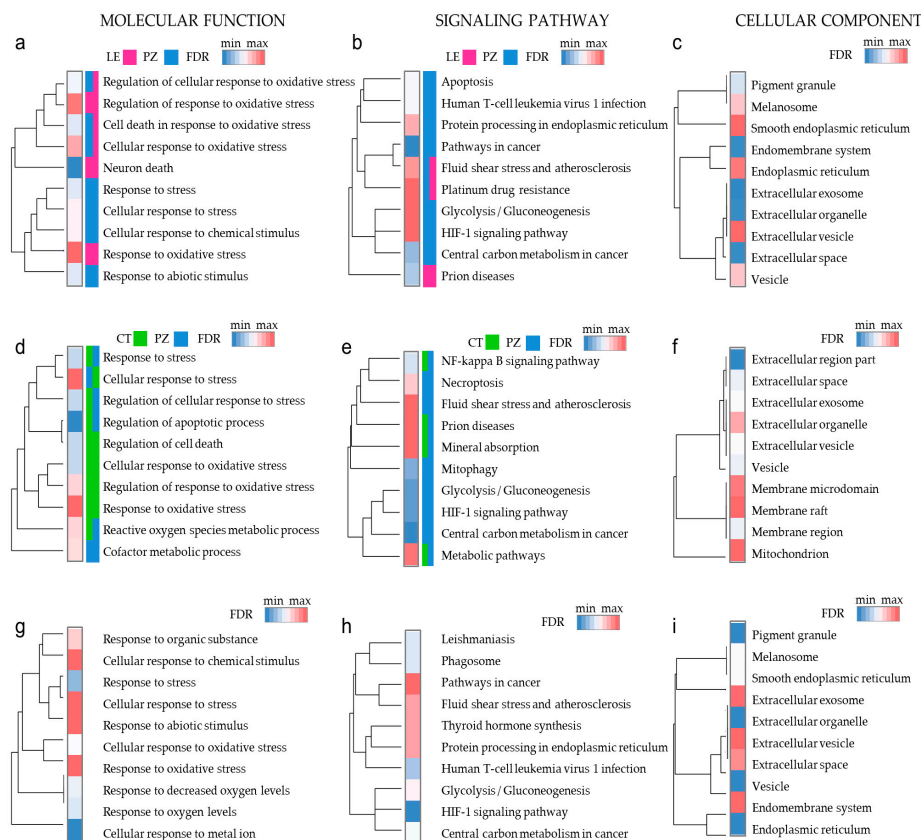 MOLECULAR FUNCTION
SIGNALING PATHWAY
CELLULAR COMPONENT
a
LE PZ FDR min max
Regulation of cellular response to oxidative stress
Regulation of response to oxidative stress
Cell death in response to oxidative stress
Cellular response to oxidative stress
Neuron death
Response to stress
Cellular response to stress
Cellular response to chemical stimulus
Response to oxidative stress
Response to abiotic stimulus
b
LE PZ FDR min max
Apoptosis
Human T-cell leukemia virus 1 infection
Protein processing in endoplasmic reticulum
Pathways in cancer
Fluid shear stress and atherosclerosis
Platinum drug resistance
Glycolysis / Gluconeogenesis
HIF-1 signaling pathway
Central carbon metabolism in cancer
Prion diseases
c
FDR min max
Pigment granule
Melanosome
Smooth endoplasmic reticulum
Endomembrane system
Endoplasmic reticulum
Extracellular exosome
Extracellular organelle
Extracellular vesicle
Extracellular space
Vesicle
d
CT PZ FDR min max
Response to stress
Cellular response to stress
Regulation of cellular response to stress
Regulation of apoptotic process
Regulation of cell death
Cellular response to oxidative stress
Regulation of response to oxidative stress
Response to oxidative stress
Reactive oxygen species metabolic process
Cofactor metabolic process
e
CT PZ FDR min max
NF-kappa B signaling pathway
Necroptosis
Fluid shear stress and atherosclerosis
Prion diseases
Mineral absorption
Mitophagy
Glycolysis / Gluconeogenesis
HIF-1 signaling pathway
Central carbon metabolism in cancer
Metabolic pathways
f
FDR min max
Extracellular region part
Extracellular space
Extracellular exosome
Extracellular organelle
Extracellular vesicle
Vesicle
Membrane microdomain
Membrane raft
Membrane region
Mitochondrion
g
FDR min max
Response to organic substance
Cellular response to chemical stimulus
Response to stress
Cellular response to stress
Response to abiotic stimulus
Cellular response to oxidative stress
Response to oxidative stress
Response to decreased oxygen levels
Response to oxygen levels
Cellular response to metal ion
h
FDR min max
Leishmaniasis
Phagosome
Pathways in cancer
Fluid shear stress and atherosclerosis
Thyroid hormone synthesis
Protein processing in endoplasmic reticulum
Human T-cell leukemia virus 1 infection
Glycolysis / Gluconeogenesis
HIF-1 signaling pathway
Central carbon metabolism in cancer
i
FDR min max
Pigment granule
Melanosome
Smooth endoplasmic reticulum
Extracellular exosome
Extracellular organelle
Extracellular vesicle
Extracellular space
Vesicle
Endomembrane system
Endoplasmic reticulum